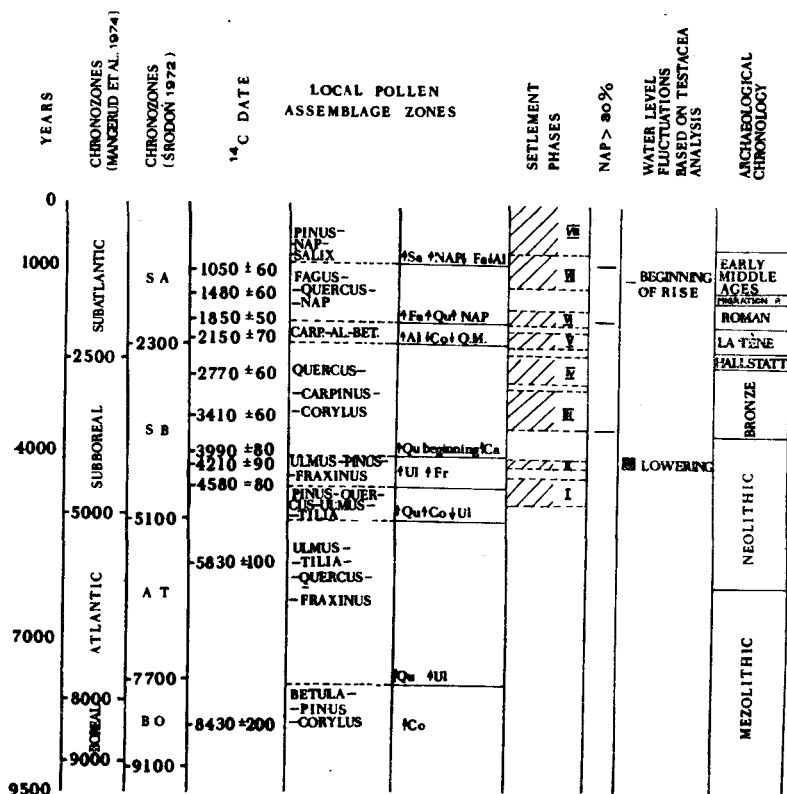 YEARS
CHRONOZONES
(MANGERUD ET AL. 1974)
CHRONOZONES
(ŚRODOŃ 1972)
14C DATE
LOCAL POLLEN
ASSEMBLAGE ZONES
SETLEMENT
PHASES
NAP > 80%
WATER LEVEL
FLUCTUATIONS
BASED ON TESTACEA
ANALYSIS
ARCHAEOLOGICAL
CHRONOLOGY
0
1000
4000
7000
9500
SUBATLANTIC
2500
SUBBOREAL
5000
ATLANTIC
8000
BOREAL
9000
SA
2300
SB
5100
AT
7700
BO
9100
1050 ± 60
1480 ± 60
1850 ± 50
2150 ± 70
2770 ± 60
3410 ± 60
3990 ± 80
4210 ± 90
4580 ± 80
5830 ± 100
8430 ± 200
PINUS-
-NAP-
-SALIX
FAGUS-
-QUERCUS-
-NAP
CARP.-AL-BET.
QUERCUS-
-CARPINUS-
-CORYLUS
ULMUS-PINUS-
-FRAXINUS
PINUS-QUER-
CUS-ULMUS-
-TILIA
ULMUS-
-TILIA-
-QUERCUS-
-FRAXINUS
BETULA-
-PINUS
-CORYLUS
↑Sa ↑NAP↓ Fa↓Al
↑Fa↑Qu↑ NAP
↑Al ↓Co↓ Q.M.
↑Qu beginning↑Ca
↑Ul ↑Fr
↑Qu↑Co↓Ul
↑Qu ↑Ul
↑Co
VIII
VII
VI
V
IV
III
II
I
BEGINNING
OF RISE
LOWERING
EARLY
MIDDLE
AGES
MIGRATION P.
ROMAN
LA TÈNE
HALLSTATT
BRONZE
NEOLITHIC
MEZOLITHIC